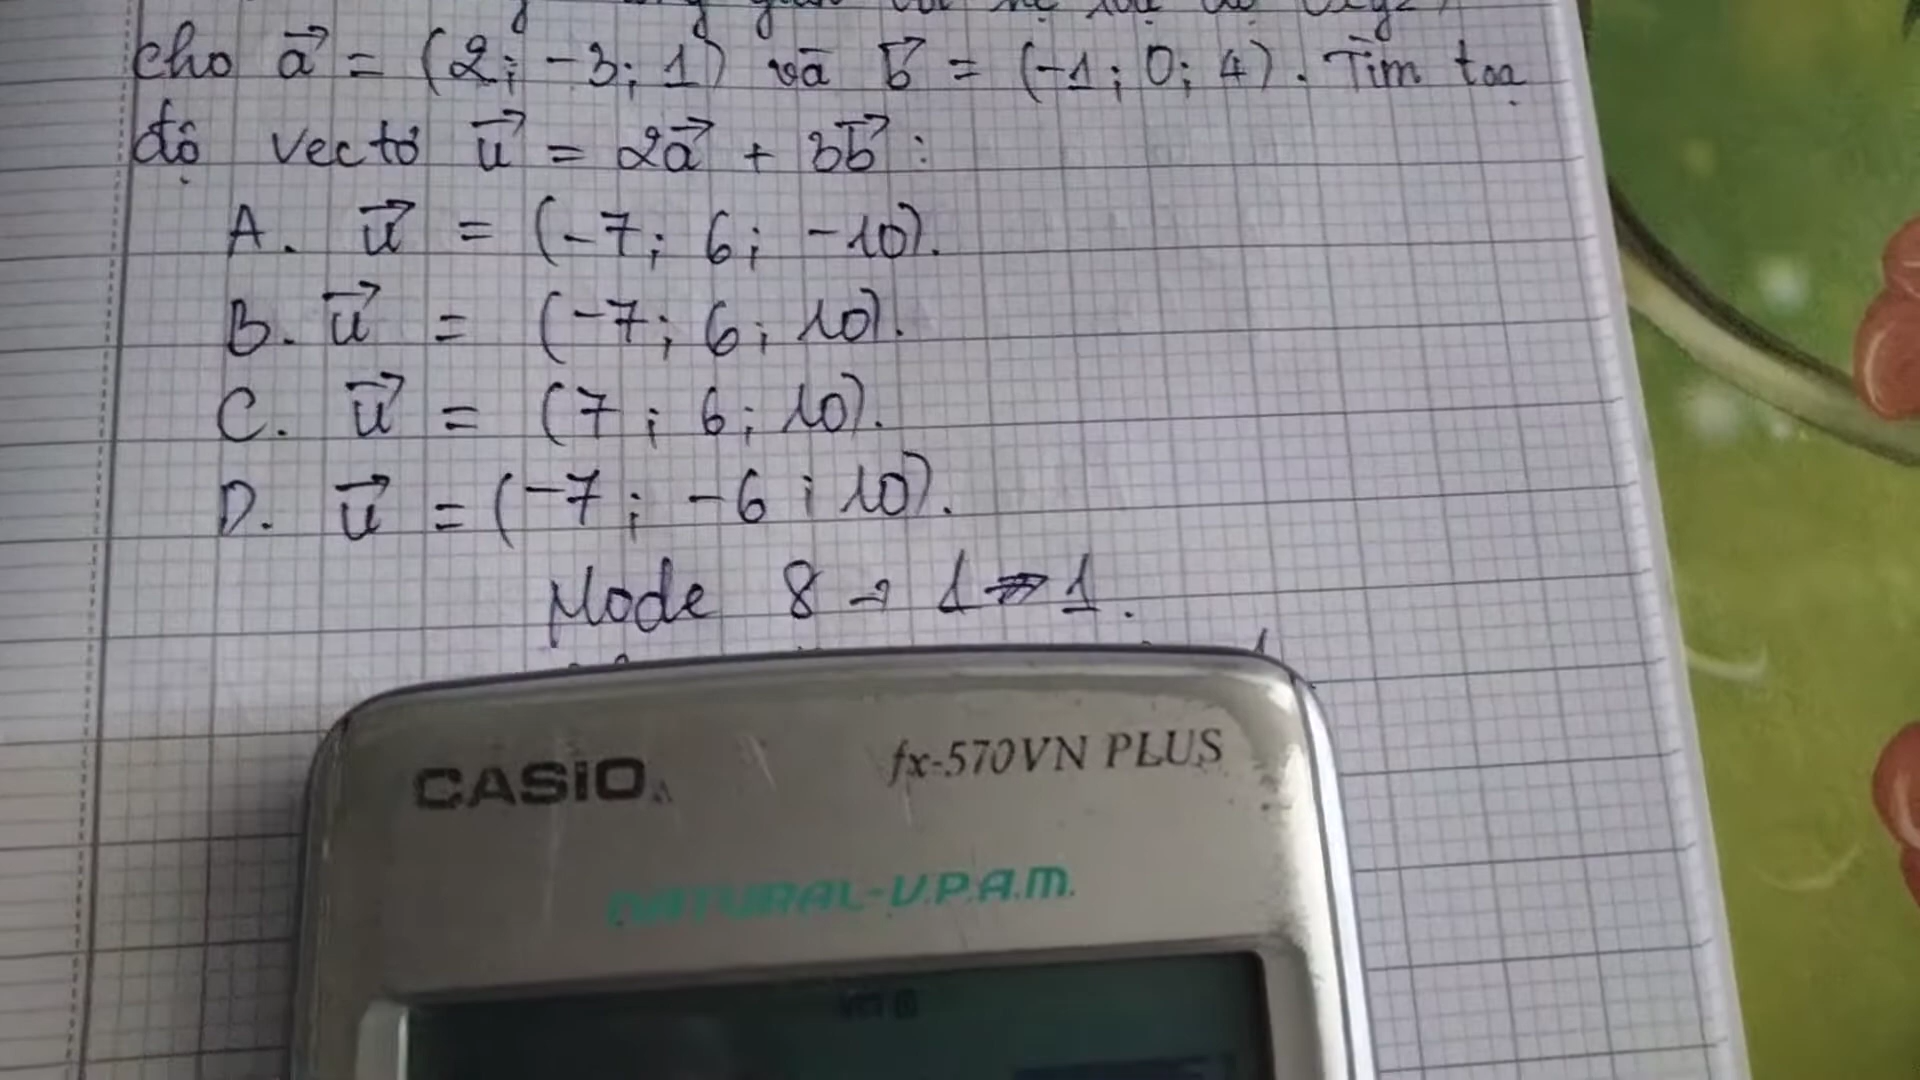 cho a⃗ = (2; -3; 1) và b⃗ = (-1; 0; 4). Tìm toạ
độ vectơ u⃗ = 2a⃗ + 3b⃗ :
A. u⃗ = (-7; 6; -10).
B. u⃗ = (-7; 6; 10).
C. u⃗ = (7; 6; 10).
D. u⃗ = (-7; -6; 10).
Mode 8 → 1 → 1.
CASIO fx-570VN PLUS
NATURAL-V.P.A.M.